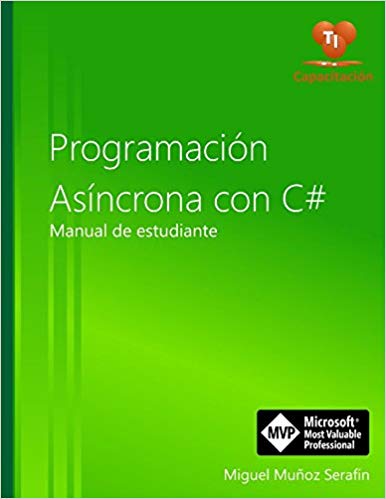 TI
Capacitación
Programación
Asíncrona con C#
Manual de estudiante
MVP
Microsoft®
Most Valuable
Professional
Miguel Muñoz Serafín